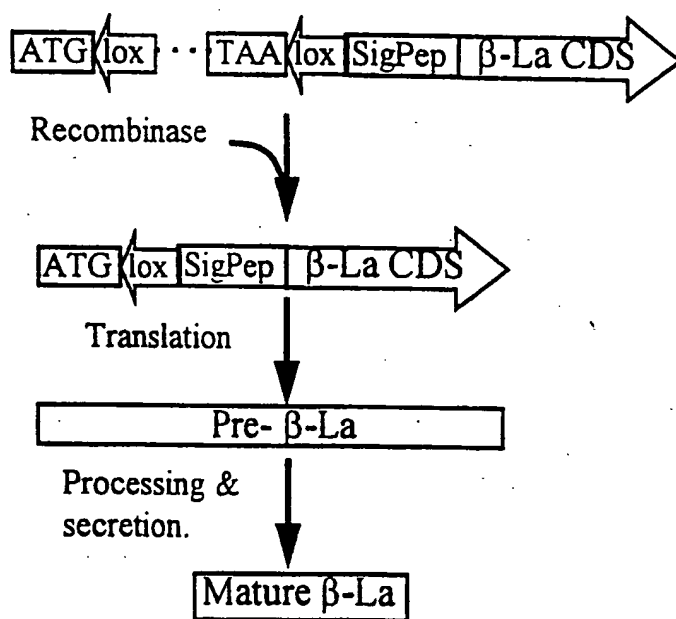 ATG lox ·· TAA lox SigPep β-La CDS
Recombinase
ATG lox SigPep β-La CDS
Translation
Pre- β-La
Processing &
secretion.
Mature β-La